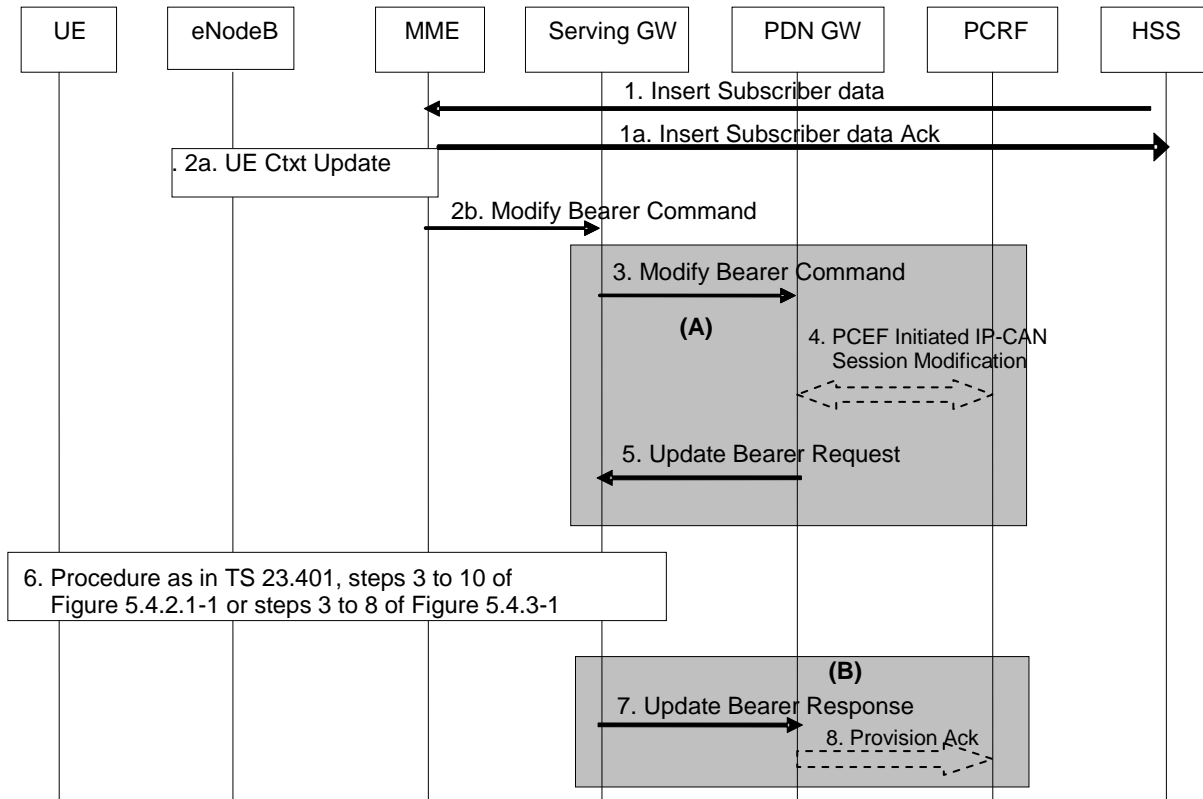 UE
eNodeB
MME
Serving GW
PDN GW
PCRF
HSS
1. Insert Subscriber data
1a. Insert Subscriber data Ack
. 2a. UE Ctxt Update
2b. Modify Bearer Command
3. Modify Bearer Command
(A)
4. PCEF Initiated IP-CAN
Session Modification
5. Update Bearer Request
6. Procedure as in TS 23.401, steps 3 to 10 of
Figure 5.4.2.1-1 or steps 3 to 8 of Figure 5.4.3-1
(B)
7. Update Bearer Response
8. Provision Ack